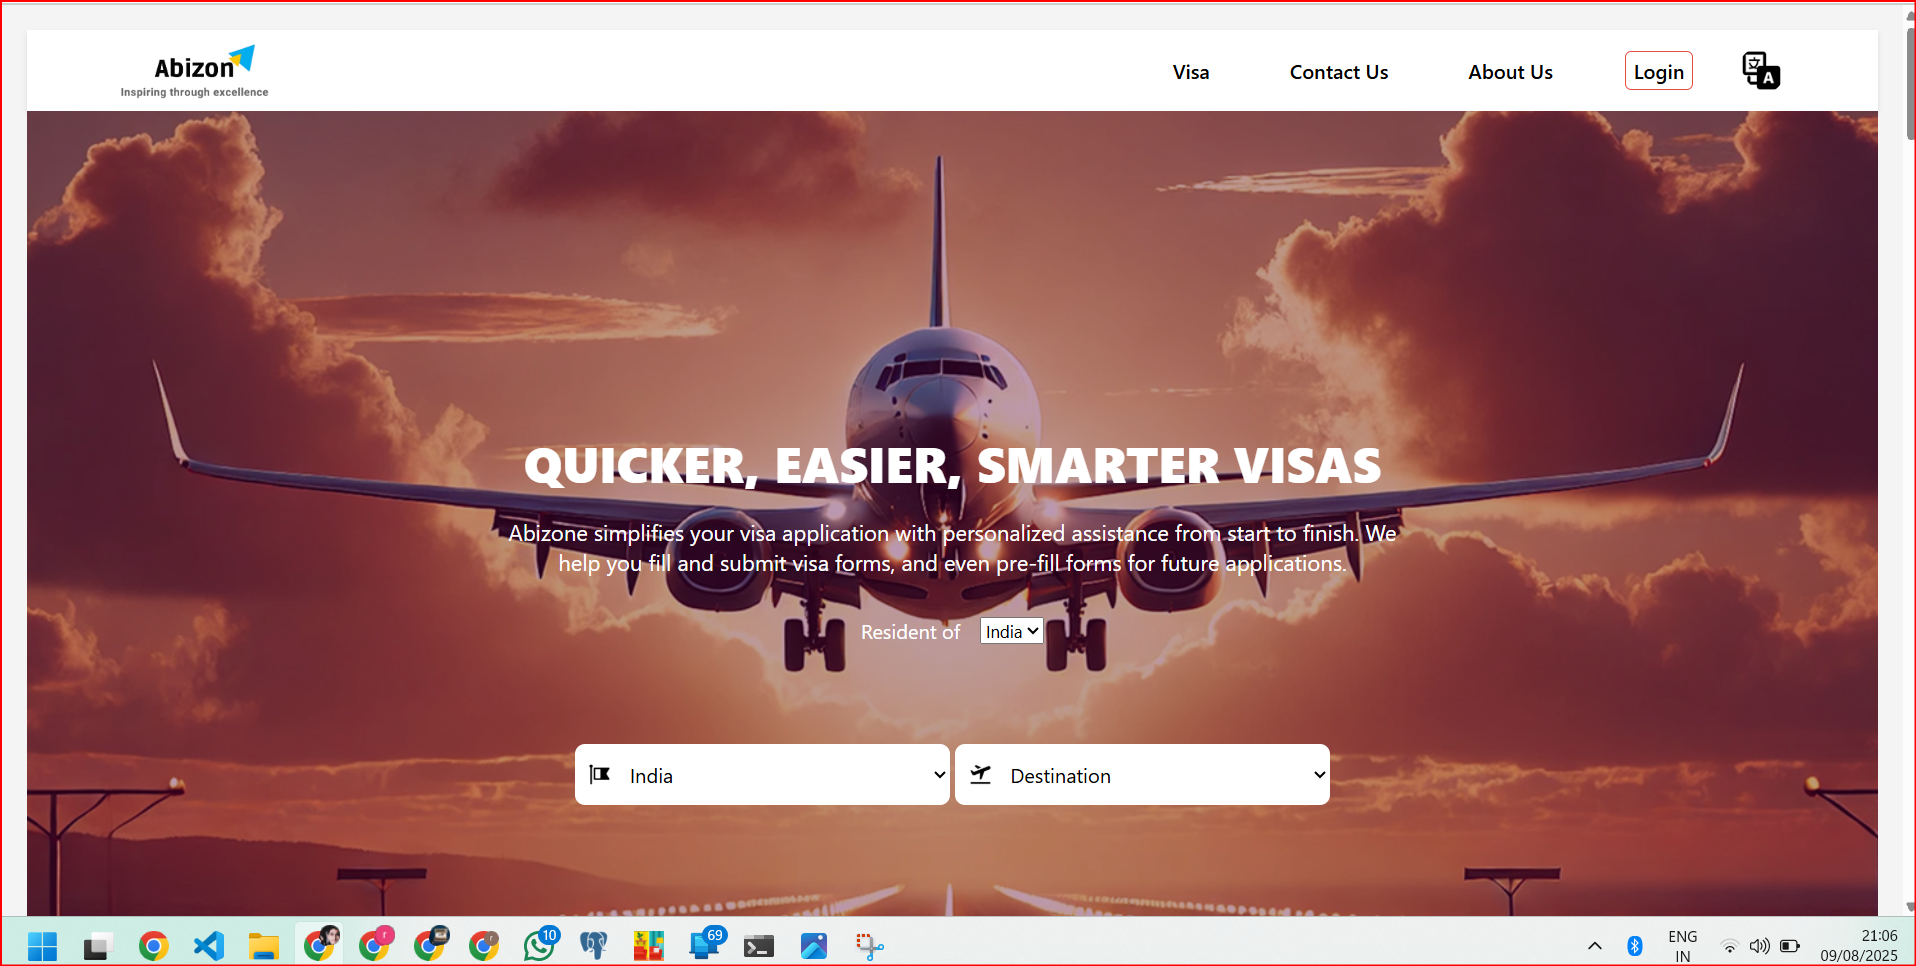 Abizon
Inspiring through excellence
Visa
Contact Us
About Us
Login
A
QUICKER, EASIER, SMARTER VISAS
Abizone simplifies your visa application with personalized assistance from start to finish. We
help you fill and submit visa forms, and even pre-fill forms for future applications.
Resident of
India
India
Destination
r
r
10
69
ENG
IN
21:06
09/08/2025